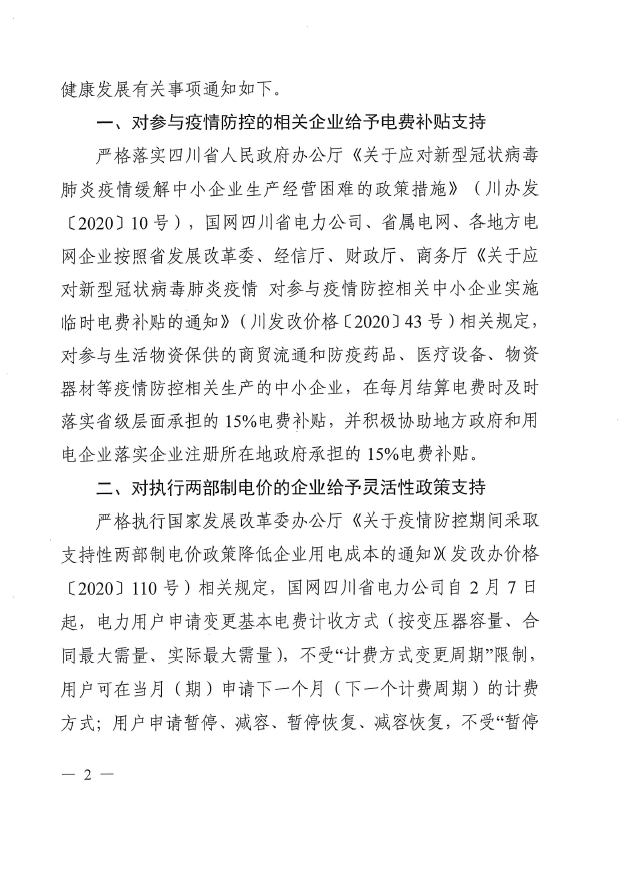 健康发展有关事项通知如下。
一、对参与疫情防控的相关企业给予电费补贴支持
严格落实四川省人民政府办公厅《关于应对新型冠状病毒
肺炎疫情缓解中小企业生产经营困难的政策措施》（川办发
〔2020〕10 号），国网四川省电力公司、省属电网、各地方电
网企业按照省发展改革委、经信厅、财政厅、商务厅《关于应
对新型冠状病毒肺炎疫情 对参与疫情防控相关中小企业实施
临时电费补贴的通知》（川发改价格〔2020〕43 号）相关规定，
对参与生活物资保供的商贸流通和防疫药品、医疗设备、物资
器材等疫情防控相关生产的中小企业，在每月结算电费时及时
落实省级层面承担的 15%电费补贴，并积极协助地方政府和用
电企业落实企业注册所在地政府承担的 15%电费补贴。
二、对执行两部制电价的企业给予灵活性政策支持
严格执行国家发展改革委办公厅《关于疫情防控期间采取
支持性两部制电价政策降低企业用电成本的通知》（发改办价格
〔2020〕110 号）相关规定，国网四川省电力公司自 2 月 7 日
起，电力用户申请变更基本电费计收方式（按变压器容量、合
同最大需量、实际最大需量），不受“计费方式变更周期”限制，
用户可在当月（期）申请下一个月（下一个计费周期）的计费
方式；用户申请暂停、减容、暂停恢复、减容恢复，不受“暂停
— 2 —